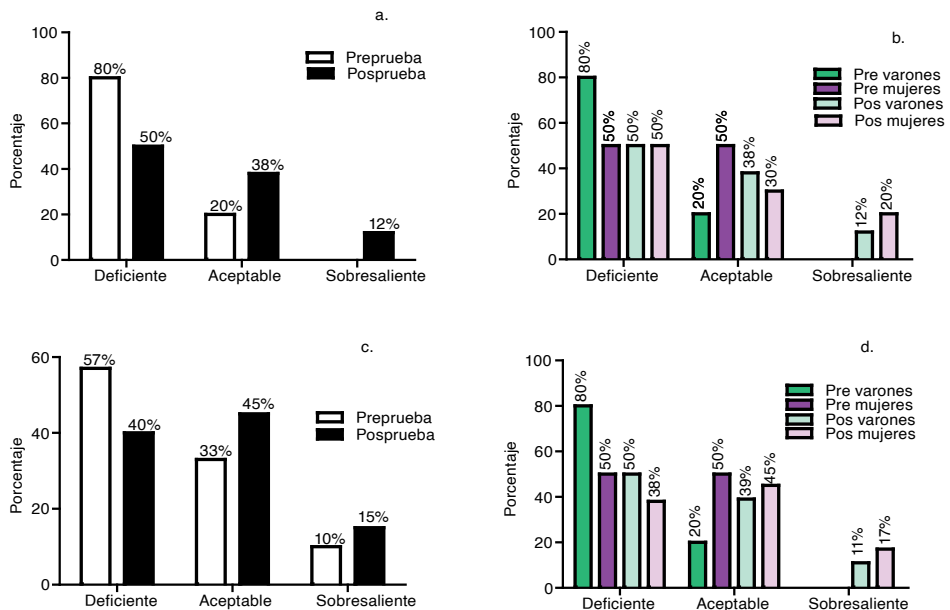 a.
100
80
60
40
20
0
Porcentaje
80%
50%
20%
38%
12%
Preprueba
Posprueba
Deficiente Aceptable Sobresaliente
b.
100
80
60
40
20
0
Porcentaje
80%
50%
50%
50%
20%
50%
38%
30%
12%
20%
Pre varones
Pre mujeres
Pos varones
Pos mujeres
Deficiente Aceptable Sobresaliente
c.
60
40
20
0
Porcentaje
57%
40%
33%
45%
10%
15%
Preprueba
Posprueba
Deficiente Aceptable Sobresaliente
d.
100
80
60
40
20
0
Porcentaje
80%
50%
50%
38%
20%
50%
39%
45%
11%
17%
Pre varones
Pre mujeres
Pos varones
Pos mujeres
Deficiente Aceptable Sobresaliente